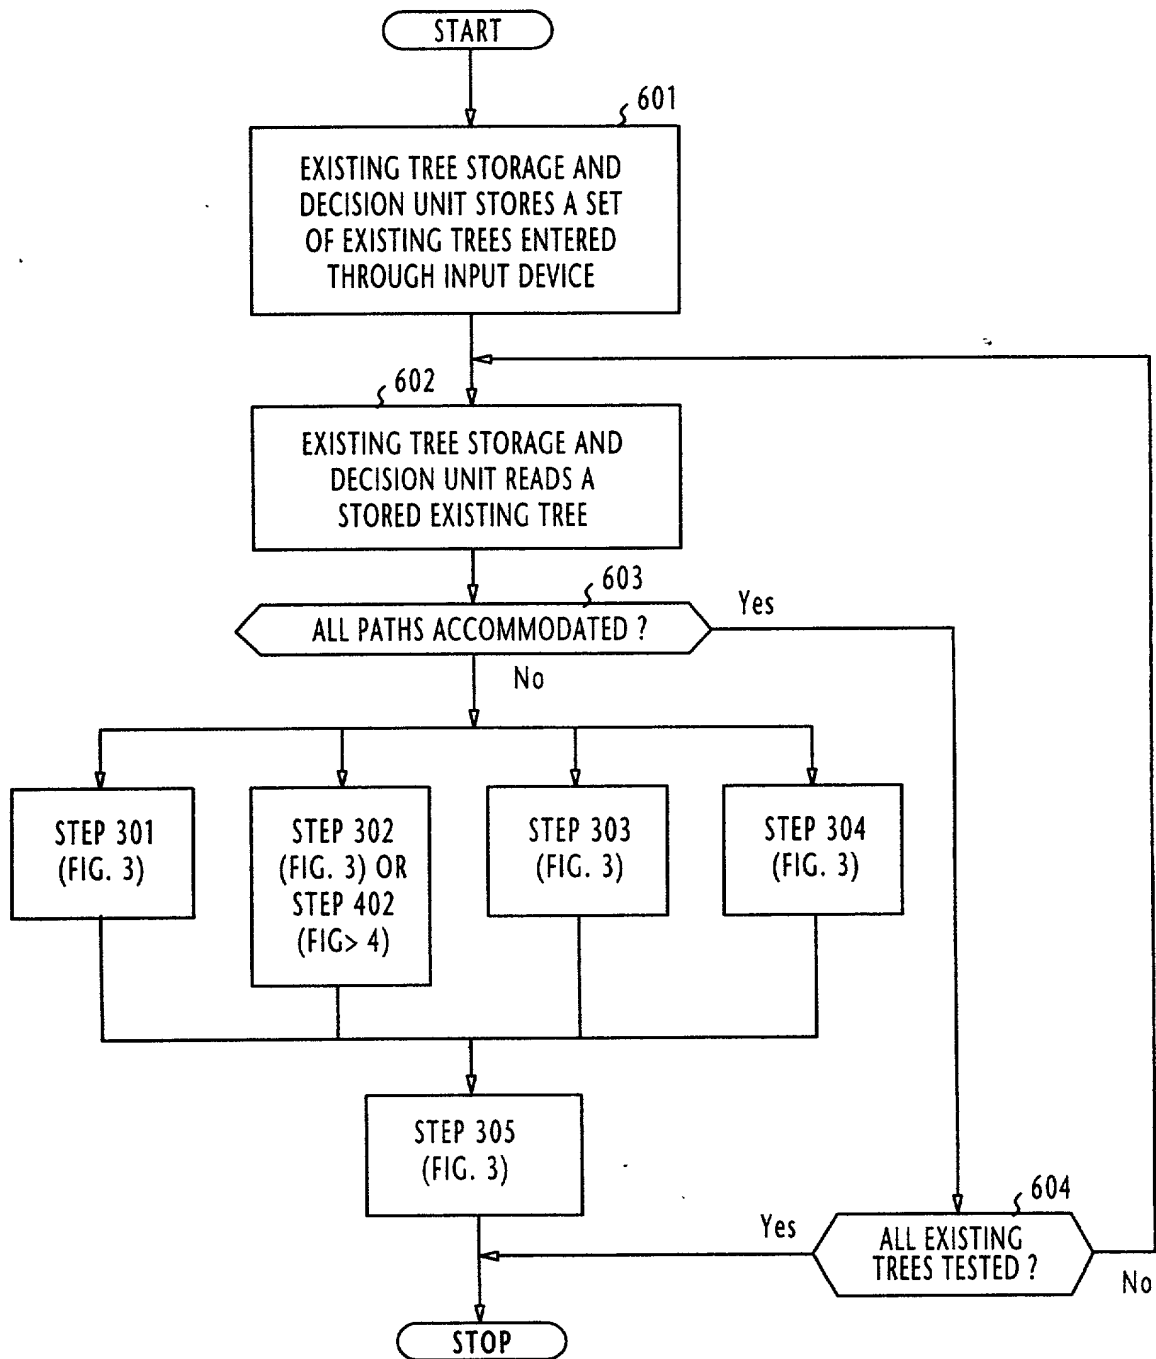 START
601
EXISTING TREE STORAGE AND
DECISION UNIT STORES A SET
OF EXISTING TREES ENTERED
THROUGH INPUT DEVICE
602
EXISTING TREE STORAGE AND
DECISION UNIT READS A
STORED EXISTING TREE
603
ALL PATHS ACCOMMODATED ?
Yes
No
STEP 301
(FIG. 3)
STEP 302
(FIG. 3) OR
STEP 402
(FIG> 4)
STEP 303
(FIG. 3)
STEP 304
(FIG. 3)
STEP 305
(FIG. 3)
604
ALL EXISTING
TREES TESTED ?
Yes
No
STOP